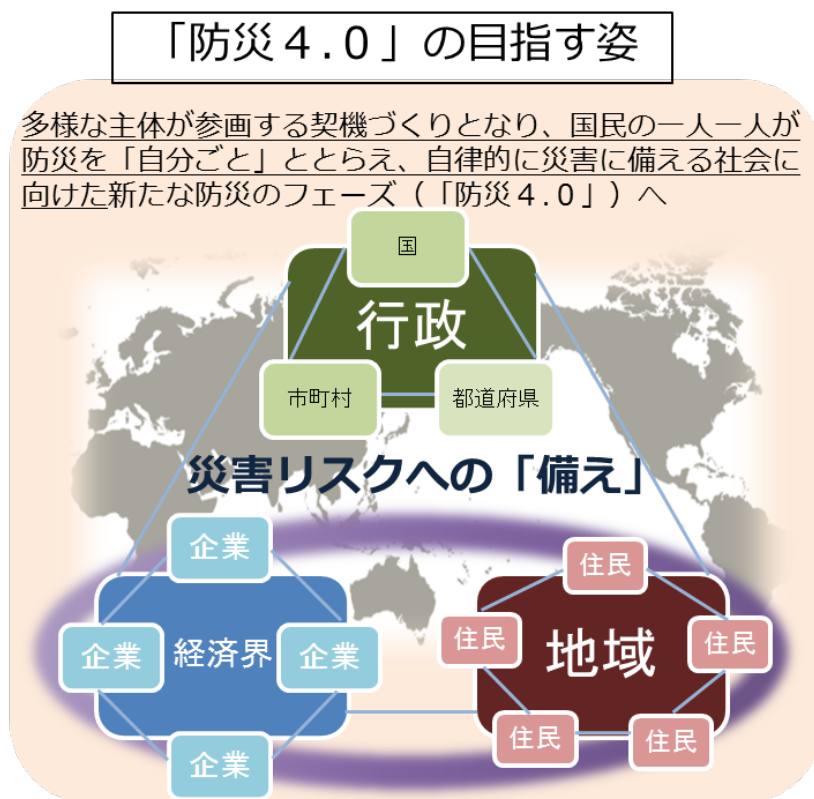 「防災４.０」の目指す姿
多様な主体が参画する契機づくりとなり、国民の一人一人が
防災を「自分ごと」ととらえ、自律的に災害に備える社会に
向けた新たな防災のフェーズ（「防災４.０」）へ
国
行政
市町村
都道府県
災害リスクへの「備え」
企業
企業
経済界
企業
企業
住民
住民
住民
地域
住民
住民